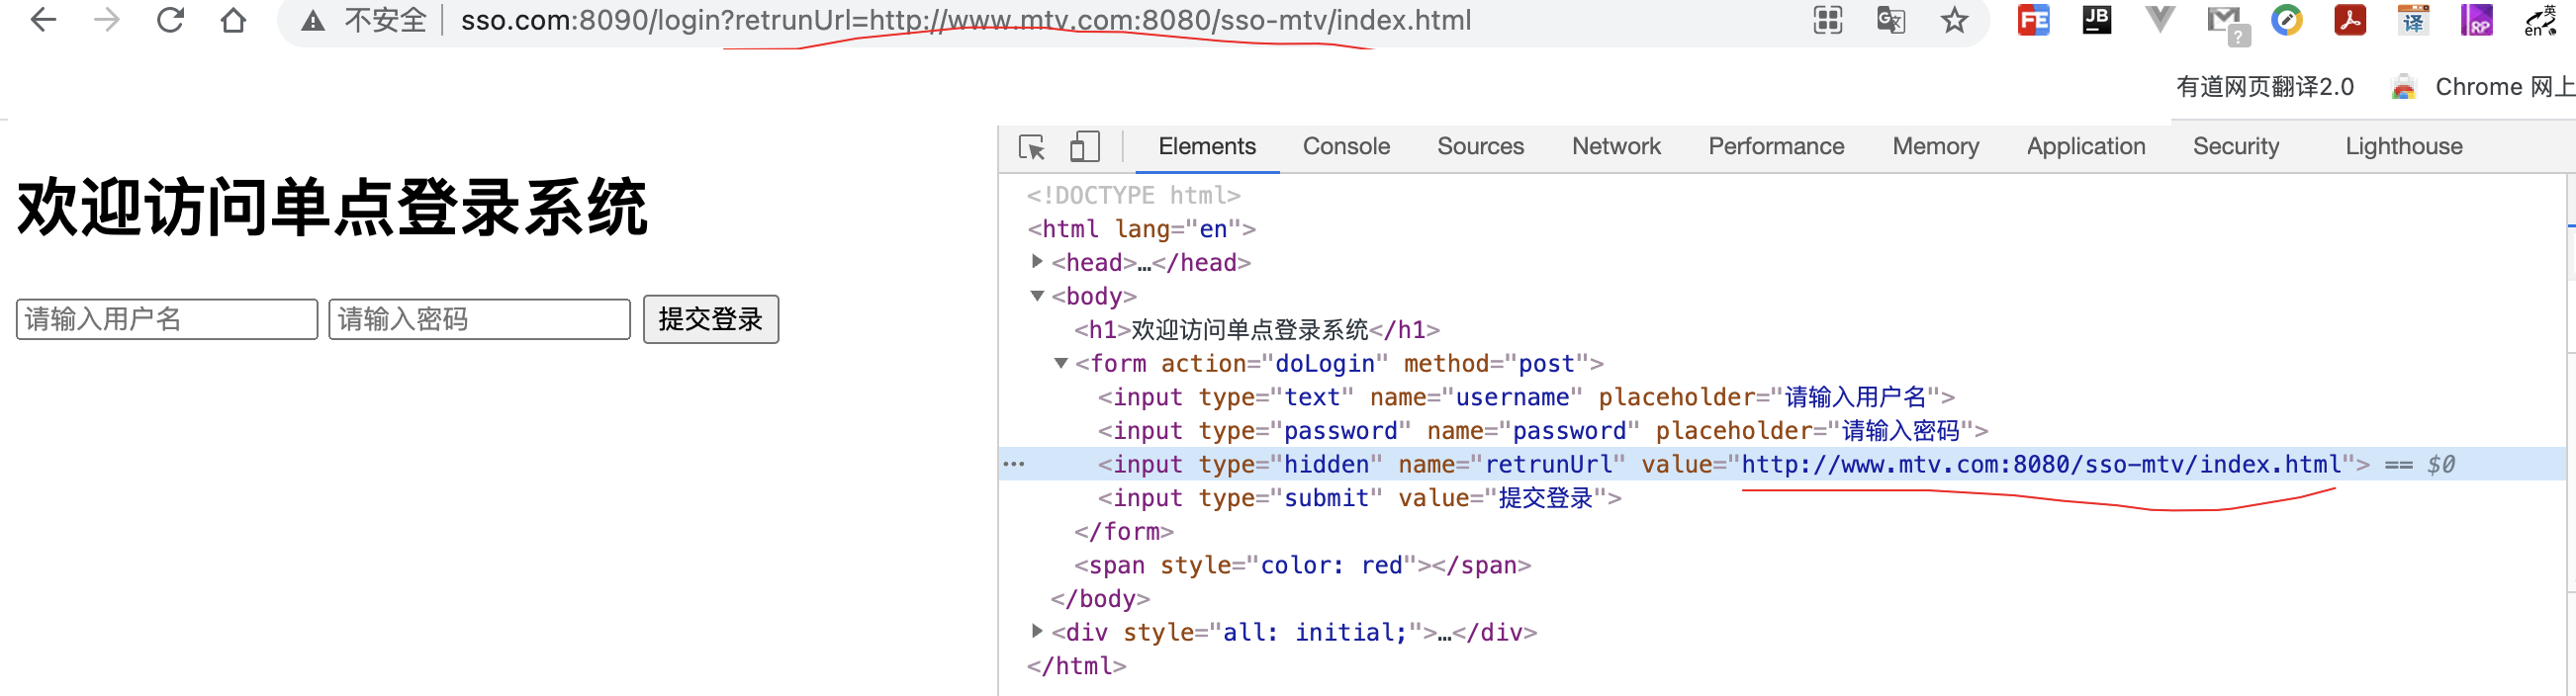 不安全 sso.com:8090/login?retrunUrl=http://www.mtv.com:8080/sso-mtv/index.html
FE JB ? 译 RP 英 en
有道网页翻译2.0 Chrome 网上
Elements Console Sources Network Performance Memory Application Security Lighthouse
欢迎访问单点登录系统
请输入用户名 请输入密码 提交登录
<!DOCTYPE html>
<html lang="en">
<head>…</head>
<body>
<h1>欢迎访问单点登录系统</h1>
<form action="doLogin" method="post">
<input type="text" name="username" placeholder="请输入用户名">
<input type="password" name="password" placeholder="请输入密码">
<input type="hidden" name="retrunUrl" value="http://www.mtv.com:8080/sso-mtv/index.html"> == $0
<input type="submit" value="提交登录">
</form>
<span style="color: red"></span>
</body>
<div style="all: initial;">…</div>
</html>